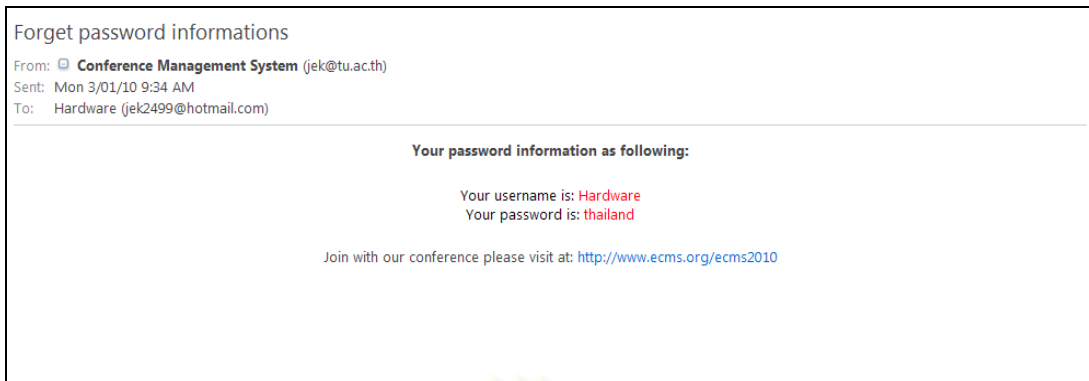 Forget password informations
From: Conference Management System (jek@tu.ac.th)
Sent: Mon 3/01/10 9:34 AM
To: Hardware (jek2499@hotmail.com)
Your password information as following:
Your username is: Hardware
Your password is: thailand
Join with our conference please visit at: http://www.ecms.org/ecms2010